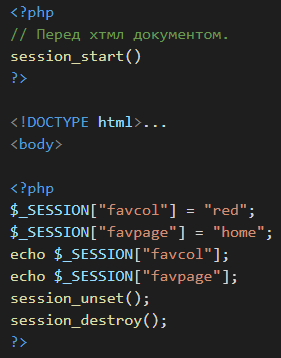 <?php
// Перед хтмл документом.
session_start()
?>
<!DOCTYPE html>...
<body>
<?php
$_SESSION["favcol"] = "red";
$_SESSION["favpage"] = "home";
echo $_SESSION["favcol"];
echo $_SESSION["favpage"];
session_unset();
session_destroy();
?>